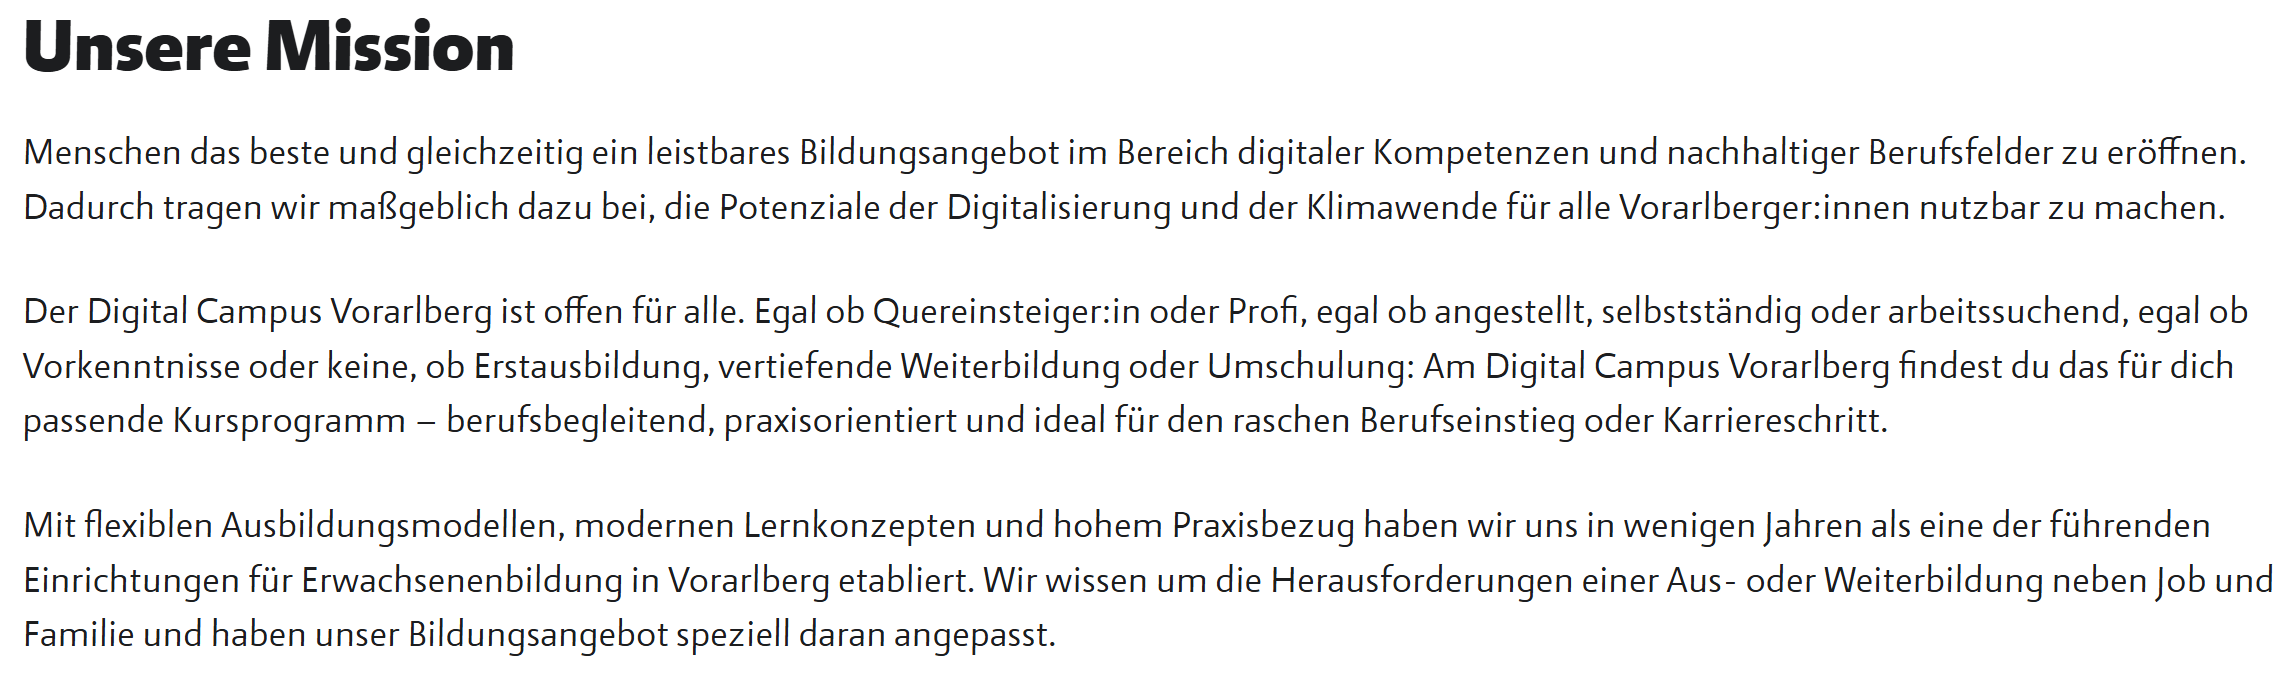 Unsere Mission
Menschen das beste und gleichzeitig ein leistbares Bildungsangebot im Bereich digitaler Kompetenzen und nachhaltiger Berufsfelder zu eröffnen.
Dadurch tragen wir maßgeblich dazu bei, die Potenziale der Digitalisierung und der Klimawende für alle Vorarlberger:innen nutzbar zu machen.
Der Digital Campus Vorarlberg ist offen für alle. Egal ob Quereinsteiger:in oder Profi, egal ob angestellt, selbstständig oder arbeitssuchend, egal ob
Vorkenntnisse oder keine, ob Erstausbildung, vertiefende Weiterbildung oder Umschulung: Am Digital Campus Vorarlberg findest du das für dich
passende Kursprogramm – berufsbegleitend, praxisorientiert und ideal für den raschen Berufseinstieg oder Karriereschritt.
Mit flexiblen Ausbildungsmodellen, modernen Lernkonzepten und hohem Praxisbezug haben wir uns in wenigen Jahren als eine der führenden
Einrichtungen für Erwachsenenbildung in Vorarlberg etabliert. Wir wissen um die Herausforderungen einer Aus- oder Weiterbildung neben Job und
Familie und haben unser Bildungsangebot speziell daran angepasst.